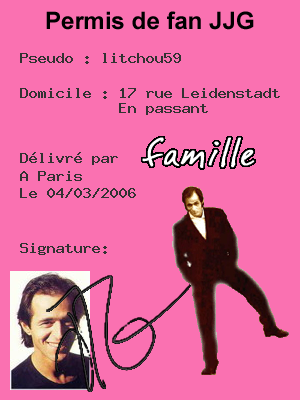 Permis de fan JJG
Pseudo : litchou59
Domicile : 17 rue Leidenstadt
En passant
Délivré par famille
A Paris
Le 04/03/2006
Signature: